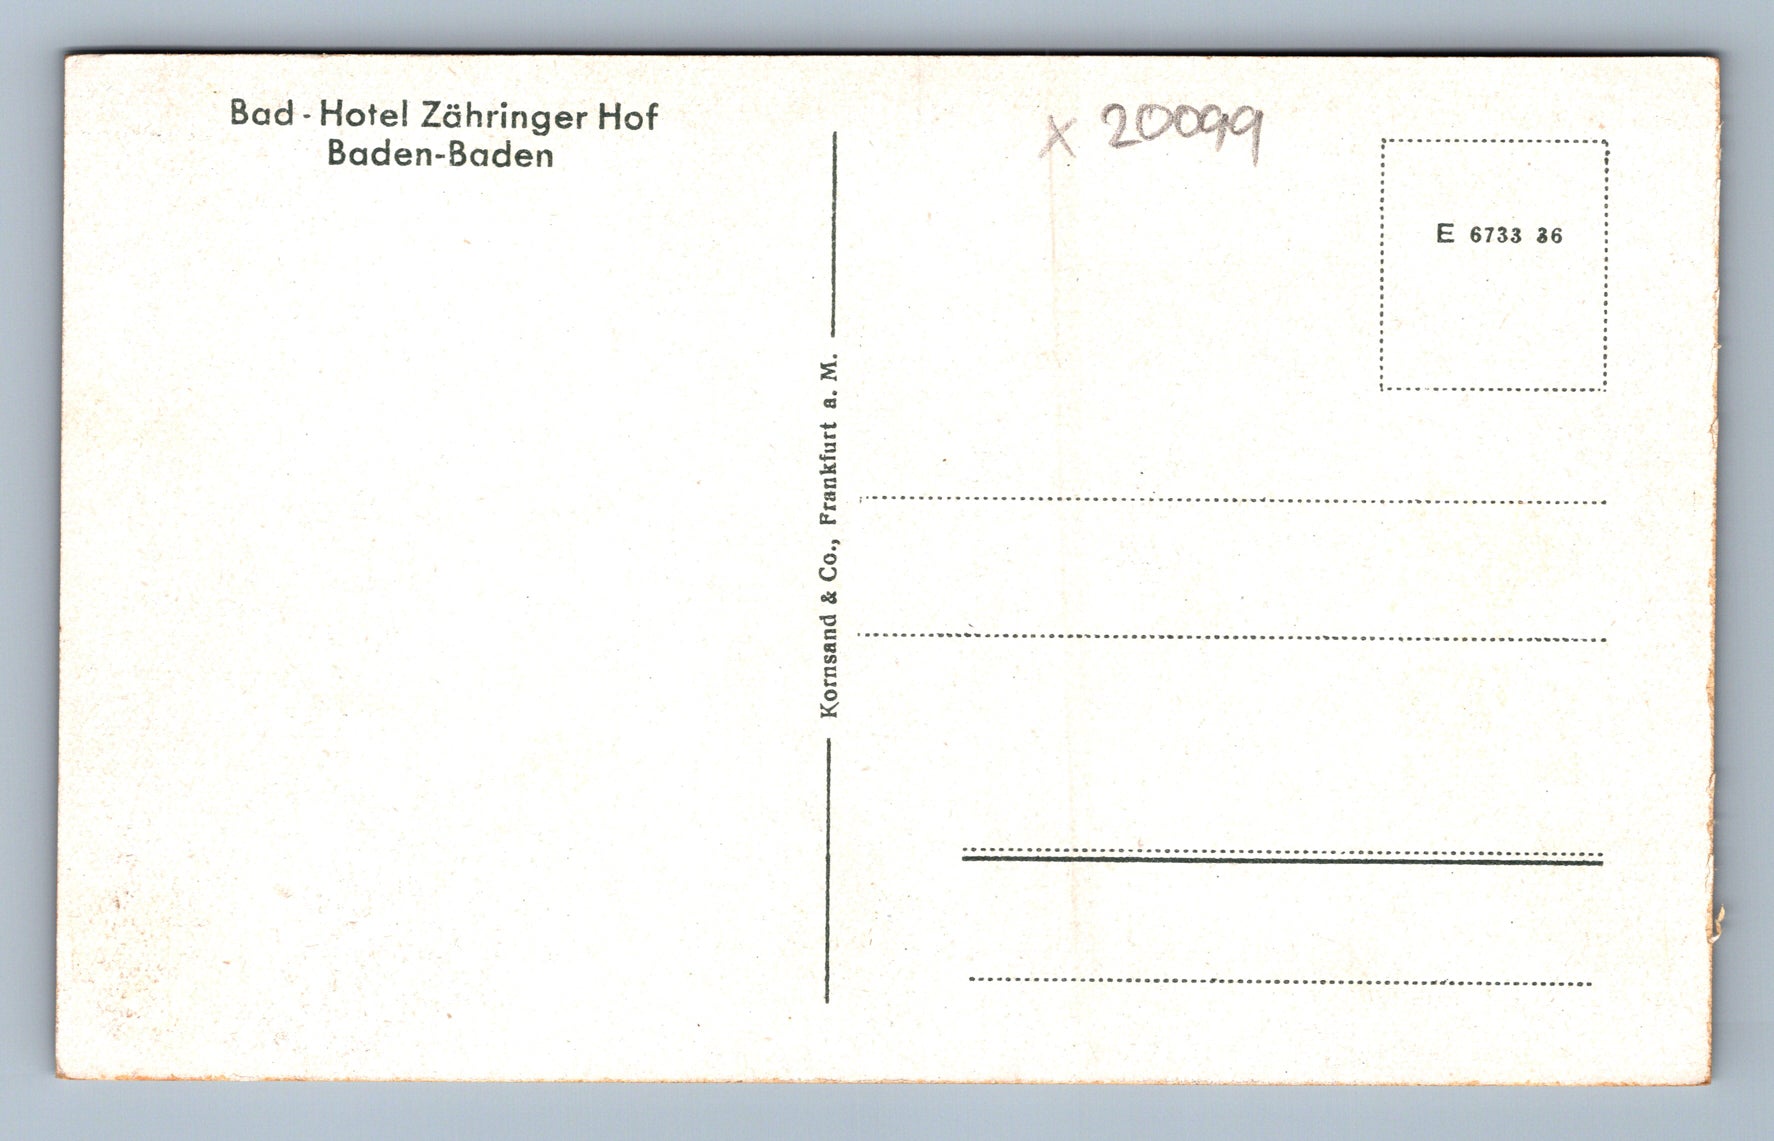 Bad - Hotel Zähringer Hof
Baden-Baden
Kornsand & Co., Frankfurt a. M.
x 20099
E 6733 36